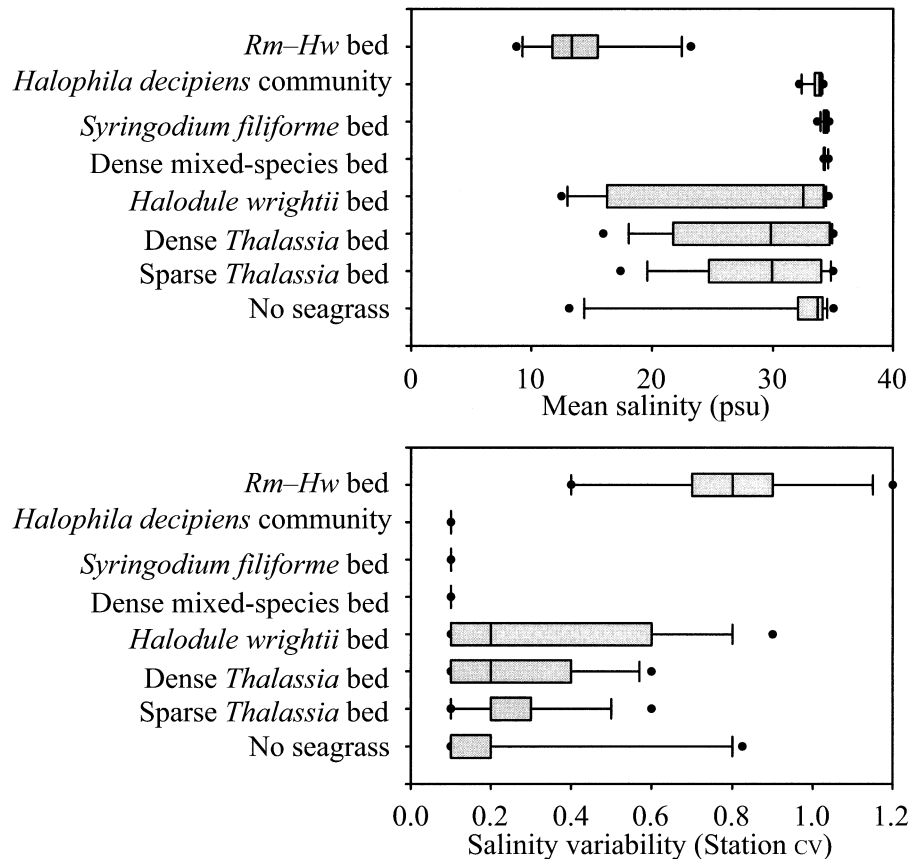 Rm–Hw bed
Halophila decipiens community
Syringodium filiforme bed
Dense mixed-species bed
Halodule wrightii bed
Dense Thalassia bed
Sparse Thalassia bed
No seagrass
0 10 20 30 40
Mean salinity (psu)
Rm–Hw bed
Halophila decipiens community
Syringodium filiforme bed
Dense mixed-species bed
Halodule wrightii bed
Dense Thalassia bed
Sparse Thalassia bed
No seagrass
0.0 0.2 0.4 0.6 0.8 1.0 1.2
Salinity variability (Station CV)